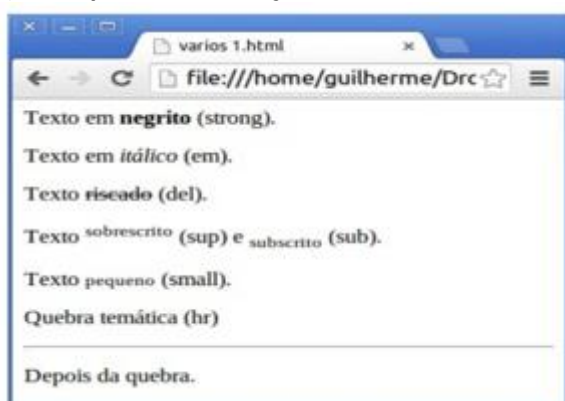 varios 1.html
file:///home/guilherme/Drc
Texto em negrito (strong).
Texto em itálico (em).
Texto riscado (del).
Texto sobrescrito (sup) e subscrito (sub).
Texto pequeno (small).
Quebra temática (hr)
Depois da quebra.